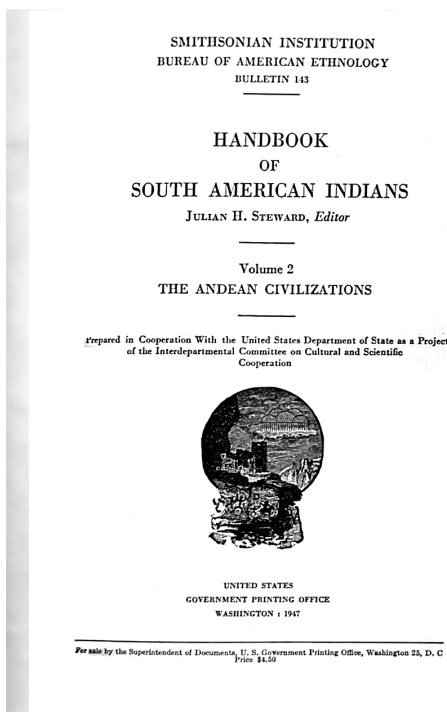 SMITHSONIAN INSTITUTION
BUREAU OF AMERICAN ETHNOLOGY
BULLETIN 143
HANDBOOK
OF
SOUTH AMERICAN INDIANS
JULIAN H. STEWARD, Editor
Volume 2
THE ANDEAN CIVILIZATIONS
Prepared in Cooperation With the United States Department of State as a Project
of the Interdepartmental Committee on Cultural and Scientific
Cooperation
UNITED STATES
GOVERNMENT PRINTING OFFICE
WASHINGTON : 1947
For sale by the Superintendent of Documents, U. S. Government Printing Office, Washington 25, D. C
Price $4.50